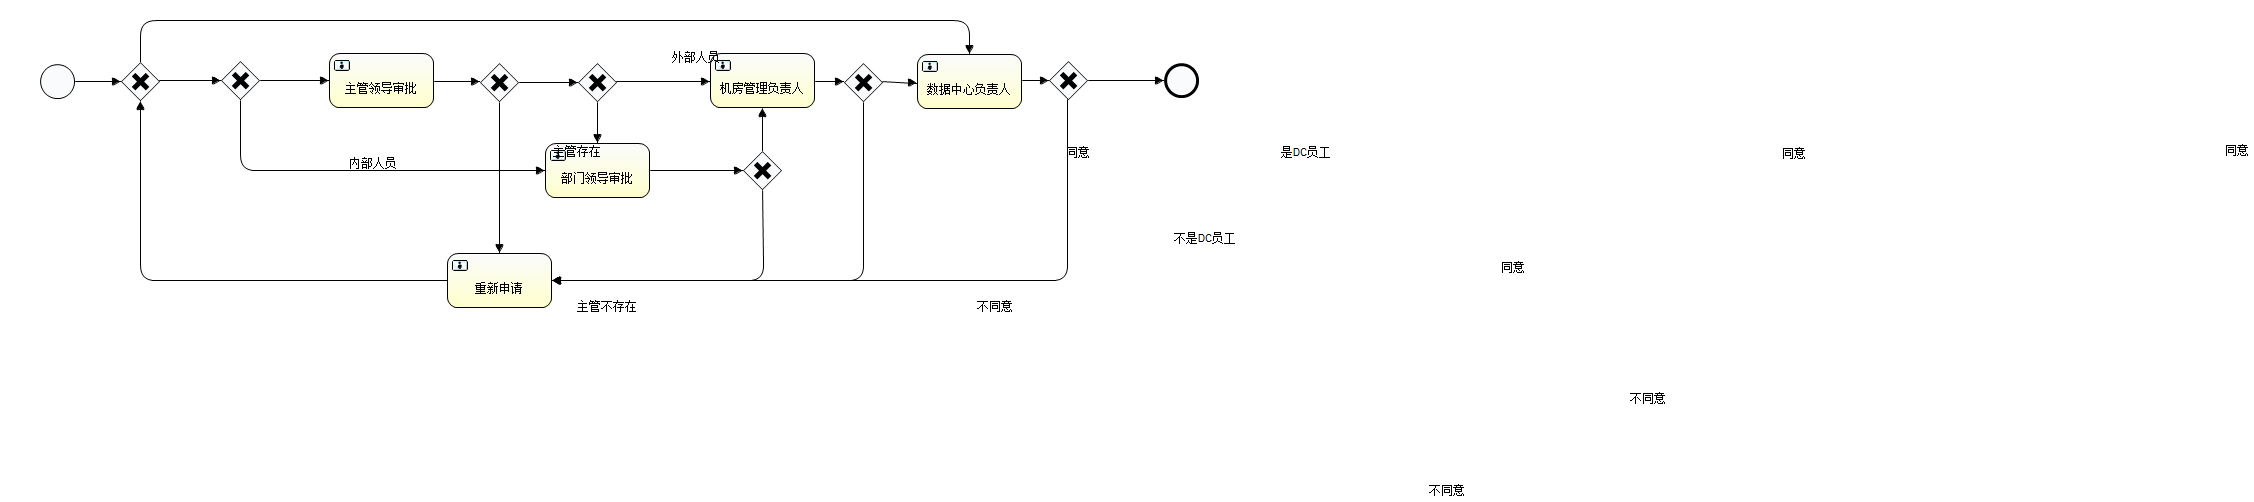 外部人员
主管领导审批
机房管理负责人
数据中心负责人
主管存在
同意
是DC员工
同意
同意
内部人员
部门领导审批
不是DC员工
同意
重新申请
主管不存在
不同意
不同意
不同意